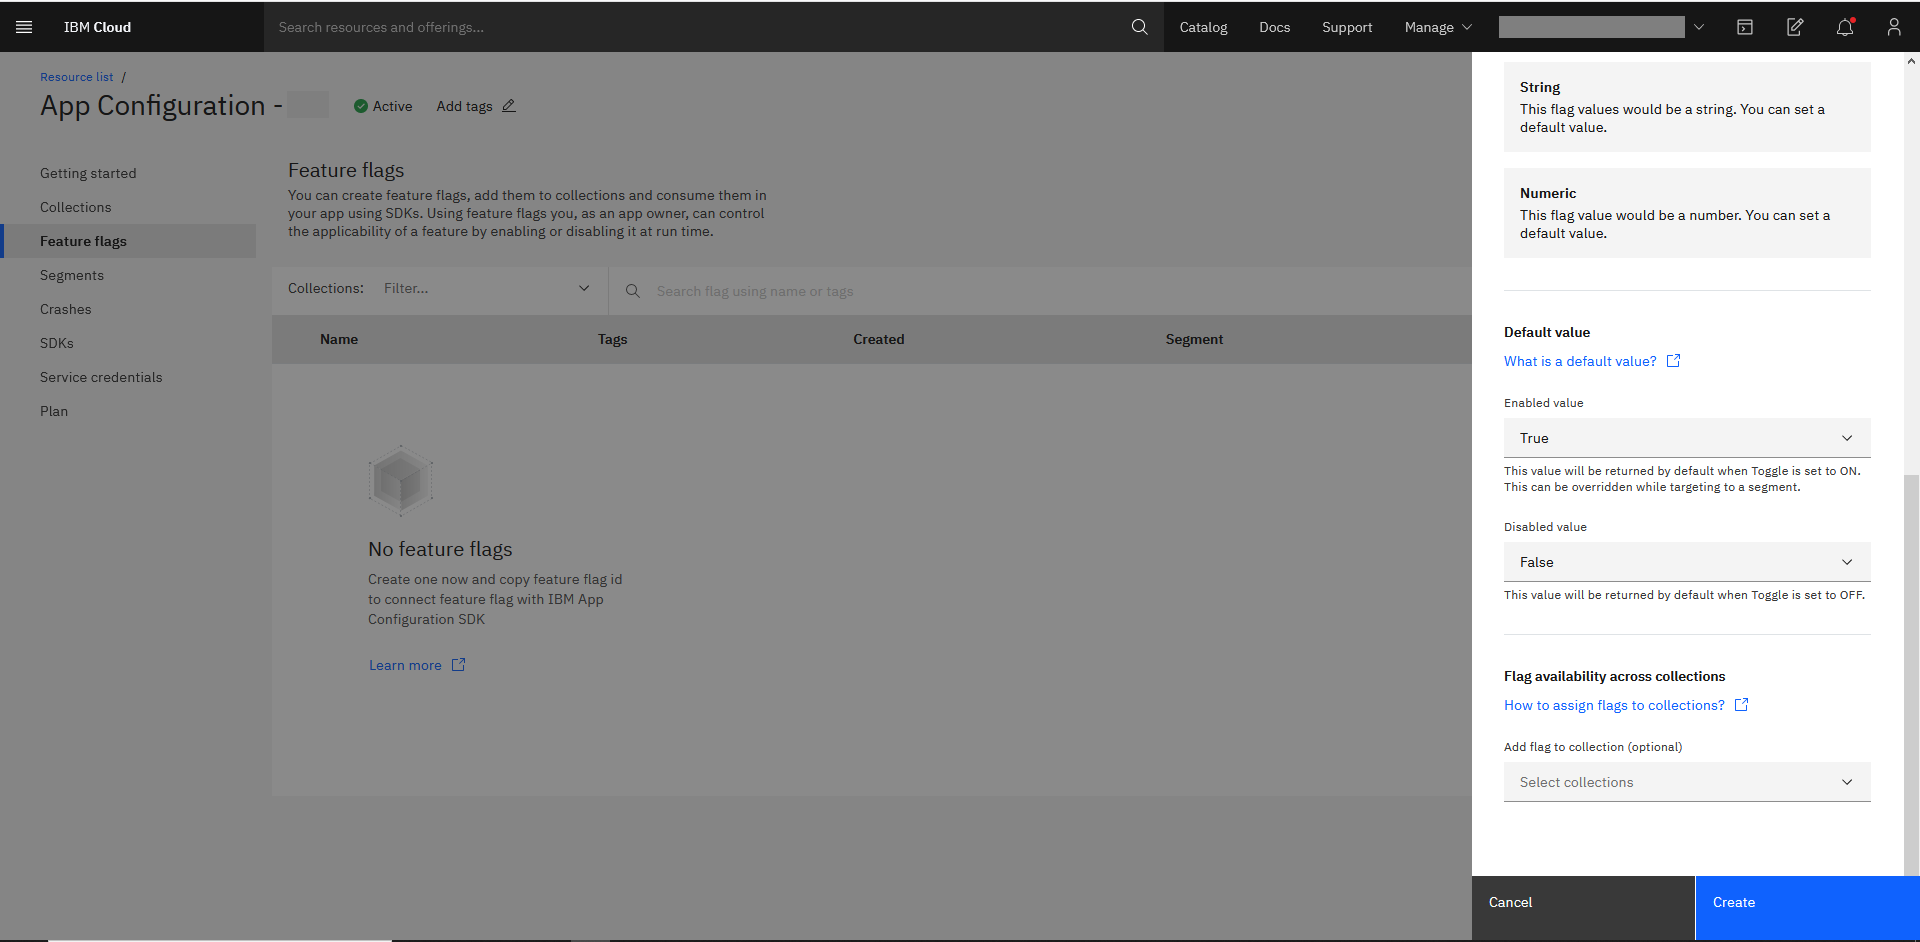 IBM Cloud
Search resources and offerings...
Catalog
Docs
Support
Manage
Resource list /
App Configuration -
Active
Add tags
Getting started
Collections
Feature flags
Segments
Crashes
SDKs
Service credentials
Plan
Feature flags
You can create feature flags, add them to collections and consume them in
your app using SDKs. Using feature flags you, as an app owner, can control
the applicability of a feature by enabling or disabling it at run time.
Collections: Filter...
Search flag using name or tags
Name Tags Created Segment
No feature flags
Create one now and copy feature flag id
to connect feature flag with IBM App
Configuration SDK
Learn more
String
This flag values would be a string. You can set a
default value.
Numeric
This flag value would be a number. You can set a
default value.
Default value
What is a default value?
Enabled value
True
This value will be returned by default when Toggle is set to ON.
This can be overridden while targeting to a segment.
Disabled value
False
This value will be returned by default when Toggle is set to OFF.
Flag availability across collections
How to assign flags to collections?
Add flag to collection (optional)
Select collections
Cancel
Create